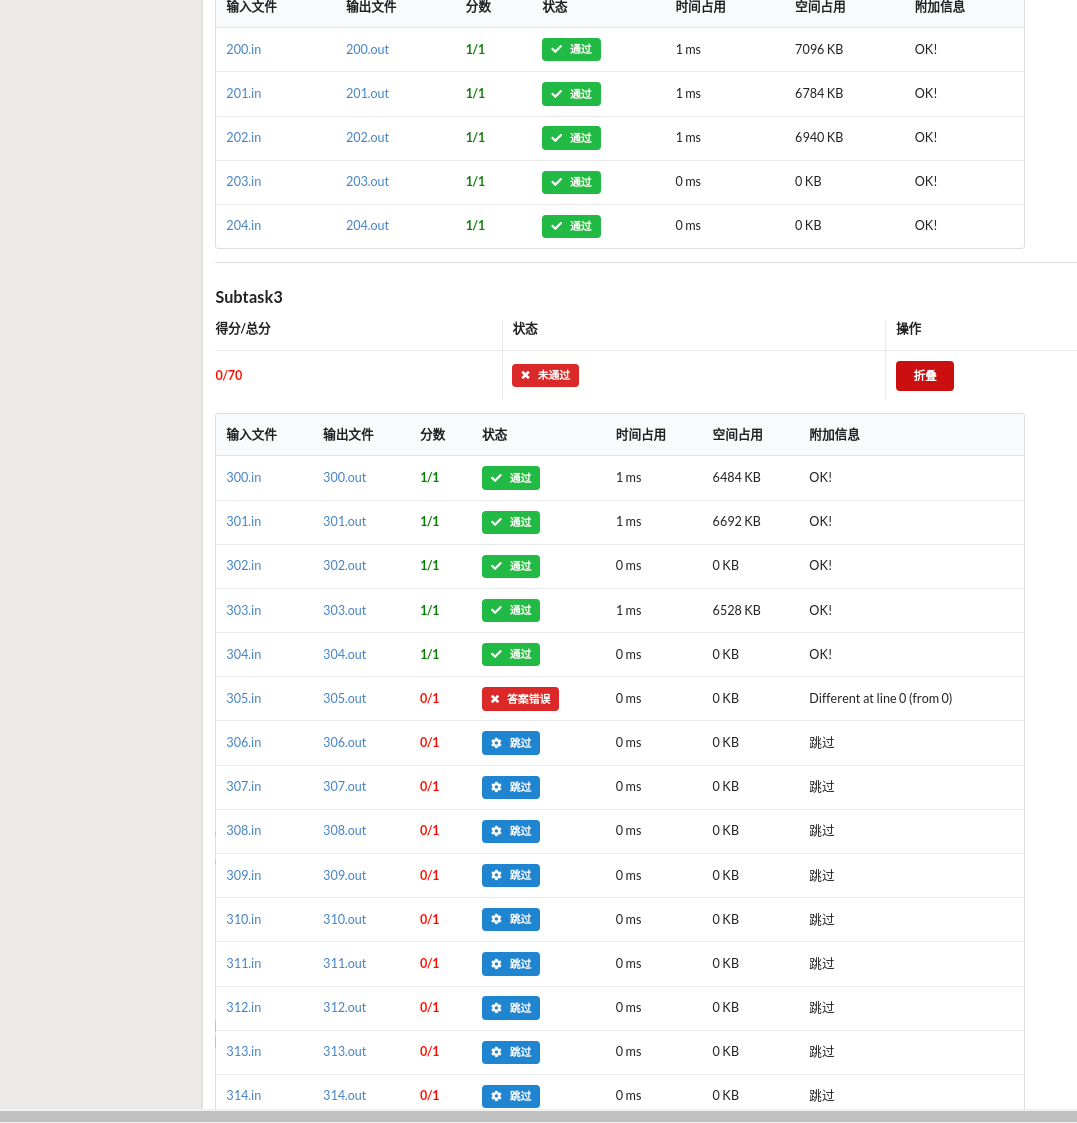 输入文件 输出文件 分数 状态 时间占用 空间占用 附加信息
200.in 200.out 1/1 通过 1 ms 7096 KB OK!
201.in 201.out 1/1 通过 1 ms 6784 KB OK!
202.in 202.out 1/1 通过 1 ms 6940 KB OK!
203.in 203.out 1/1 通过 0 ms 0 KB OK!
204.in 204.out 1/1 通过 0 ms 0 KB OK!
Subtask3
得分/总分 状态 操作
0/70 未通过 折叠
输入文件 输出文件 分数 状态 时间占用 空间占用 附加信息
300.in 300.out 1/1 通过 1 ms 6484 KB OK!
301.in 301.out 1/1 通过 1 ms 6692 KB OK!
302.in 302.out 1/1 通过 0 ms 0 KB OK!
303.in 303.out 1/1 通过 1 ms 6528 KB OK!
304.in 304.out 1/1 通过 0 ms 0 KB OK!
305.in 305.out 0/1 答案错误 0 ms 0 KB Different at line 0 (from 0)
306.in 306.out 0/1 跳过 0 ms 0 KB 跳过
307.in 307.out 0/1 跳过 0 ms 0 KB 跳过
308.in 308.out 0/1 跳过 0 ms 0 KB 跳过
309.in 309.out 0/1 跳过 0 ms 0 KB 跳过
310.in 310.out 0/1 跳过 0 ms 0 KB 跳过
311.in 311.out 0/1 跳过 0 ms 0 KB 跳过
312.in 312.out 0/1 跳过 0 ms 0 KB 跳过
313.in 313.out 0/1 跳过 0 ms 0 KB 跳过
314.in 314.out 0/1 跳过 0 ms 0 KB 跳过